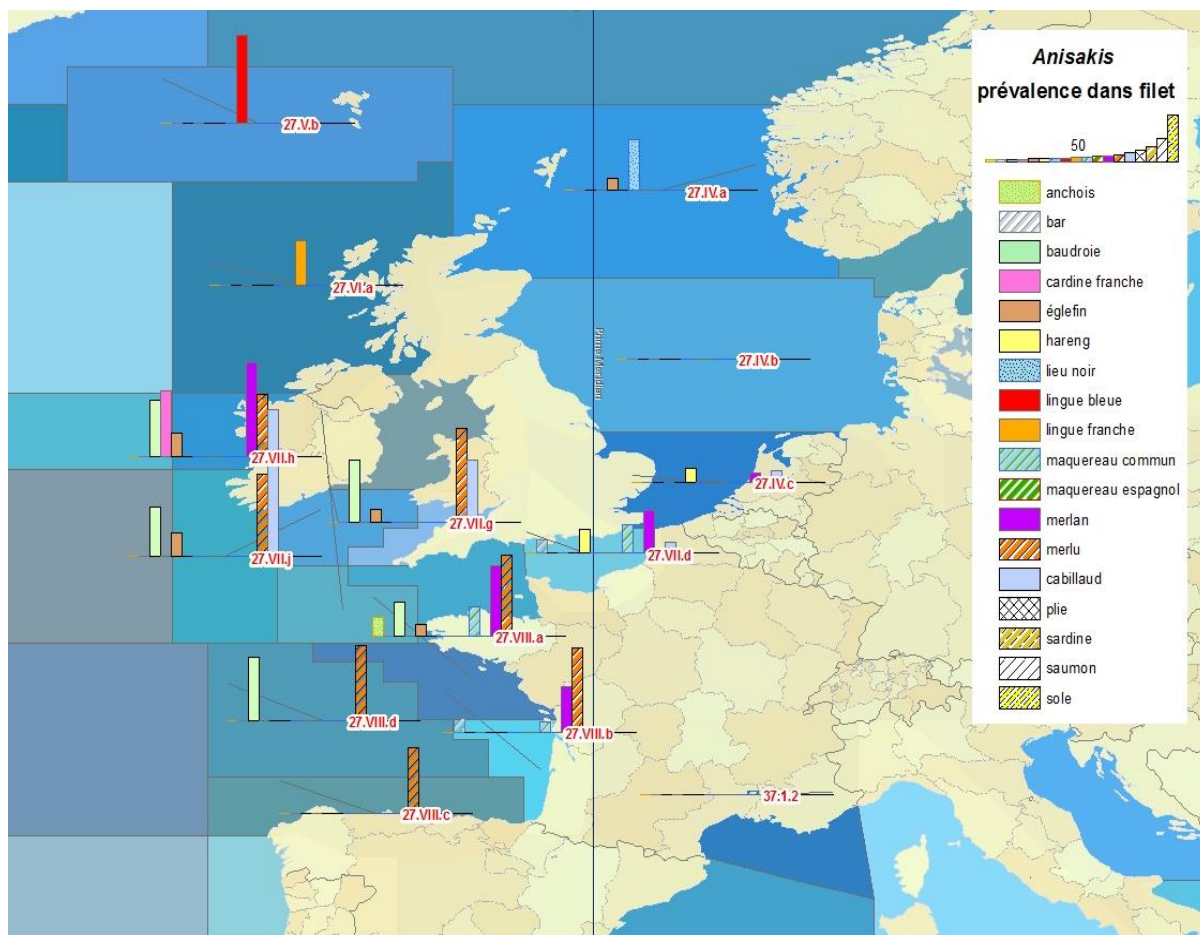 Anisakis
prévalence dans filet
50
anchois
bar
baudroie
cardine franche
églefin
hareng
lieu noir
lingue bleue
lingue franche
maquereau commun
maquereau espagnol
merlan
merlu
cabillaud
plie
sardine
saumon
sole
27.V.b
27.IV.a
27.VI.a
Prime Meridian
27.IV.b
27.VII.h
27.IV.c
27.VII.g
27.VII.j
27.VII.d
27.VIII.a
27.VIII.d
27.VIII.b
37:1.2
27.VIII.c